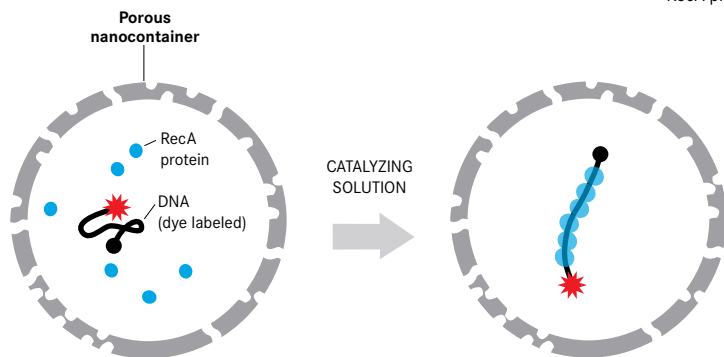 Porous
nanocontainer
RecA
protein
DNA
(dye labeled)
CATALYZING
SOLUTION